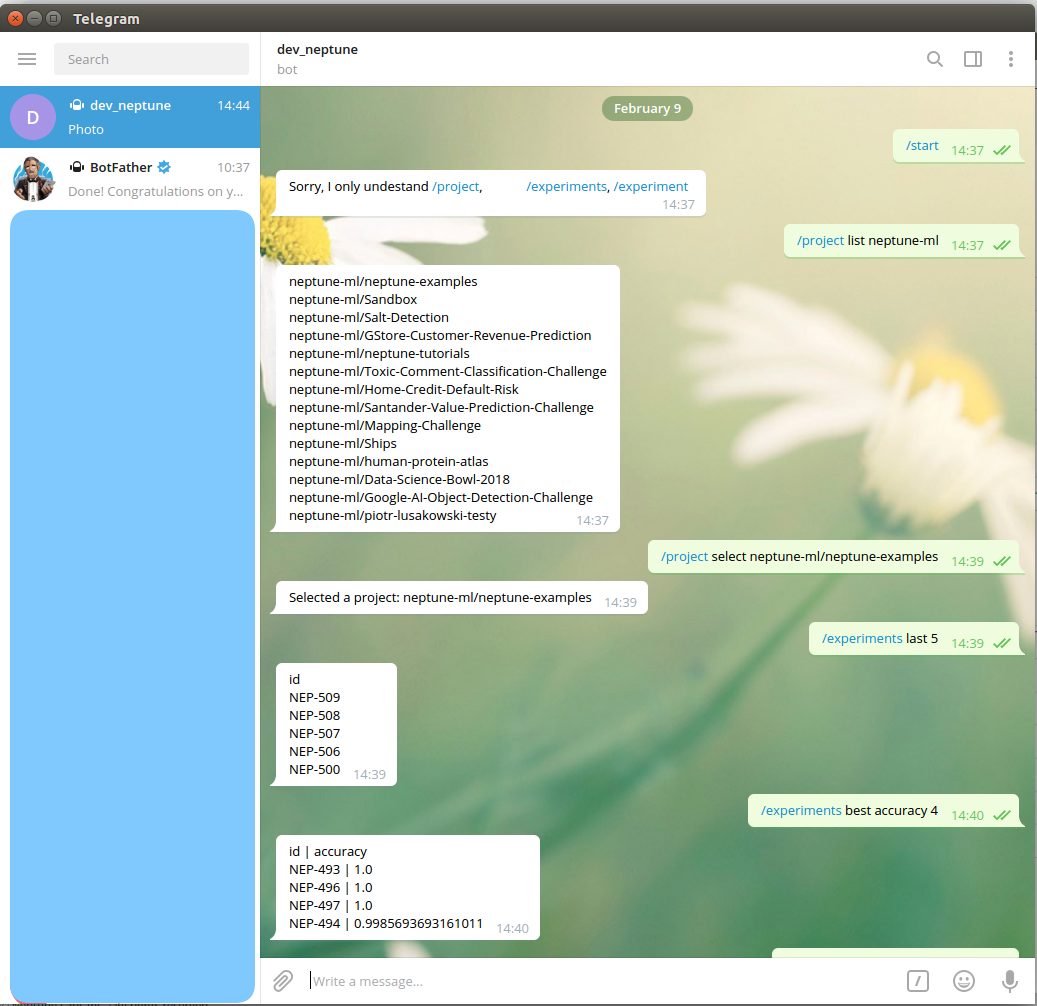 Telegram
Search
dev_neptune
bot
D
dev_neptune 14:44
Photo
BotFather 10:37
Done! Congratulations on y...
February 9
/start 14:37
Sorry, I only undestand /project, /experiments, /experiment
14:37
/project list neptune-ml 14:37
neptune-ml/neptune-examples
neptune-ml/Sandbox
neptune-ml/Salt-Detection
neptune-ml/GStore-Customer-Revenue-Prediction
neptune-ml/neptune-tutorials
neptune-ml/Toxic-Comment-Classification-Challenge
neptune-ml/Home-Credit-Default-Risk
neptune-ml/Santander-Value-Prediction-Challenge
neptune-ml/Mapping-Challenge
neptune-ml/Ships
neptune-ml/human-protein-atlas
neptune-ml/Data-Science-Bowl-2018
neptune-ml/Google-AI-Object-Detection-Challenge
neptune-ml/piotr-lusakowski-testy 14:37
/project select neptune-ml/neptune-examples 14:39
Selected a project: neptune-ml/neptune-examples 14:39
/experiments last 5 14:39
id
NEP-509
NEP-508
NEP-507
NEP-506
NEP-500 14:39
/experiments best accuracy 4 14:40
id | accuracy
NEP-493 | 1.0
NEP-496 | 1.0
NEP-497 | 1.0
NEP-494 | 0.9985693693161011 14:40
Write a message...